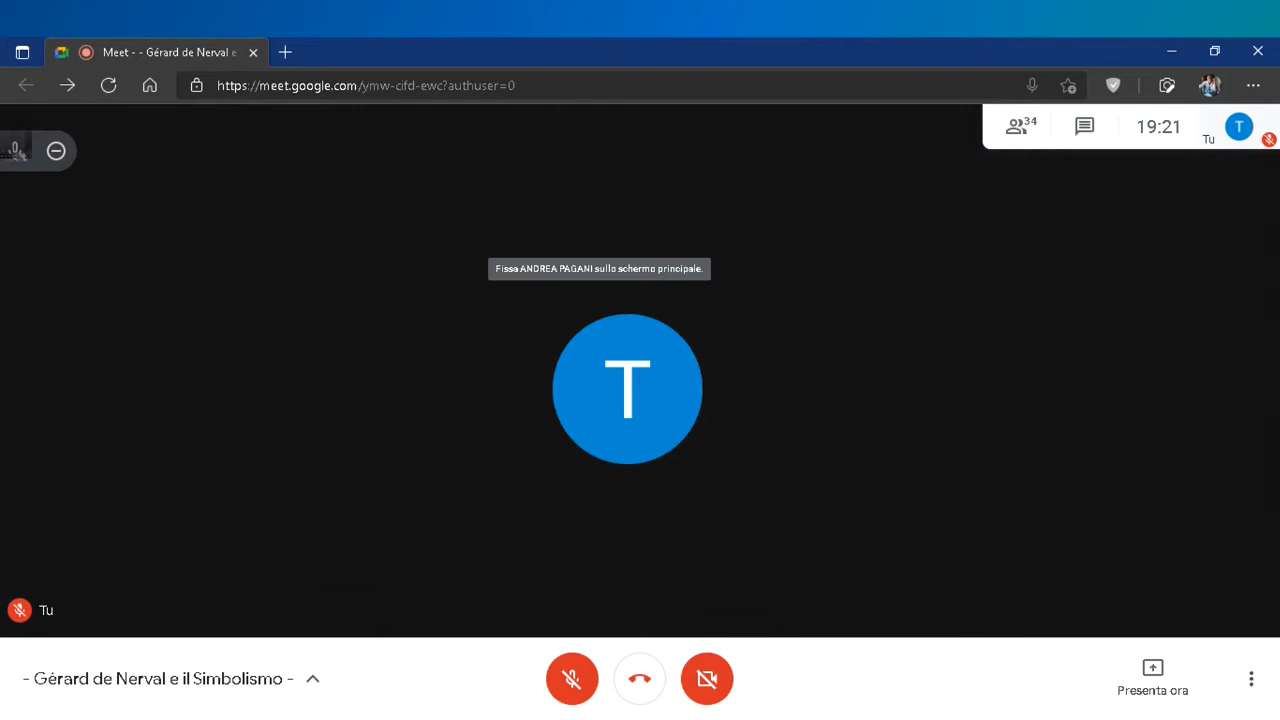 Meet - - Gérard de Nerval e
https://meet.google.com/ymw-cifd-ewc?authuser=0
34
19:21
Tu
T
Fissa ANDREA PAGANI sullo schermo principale.
T
Tu
- Gérard de Nerval e il Simbolismo -
Presenta ora